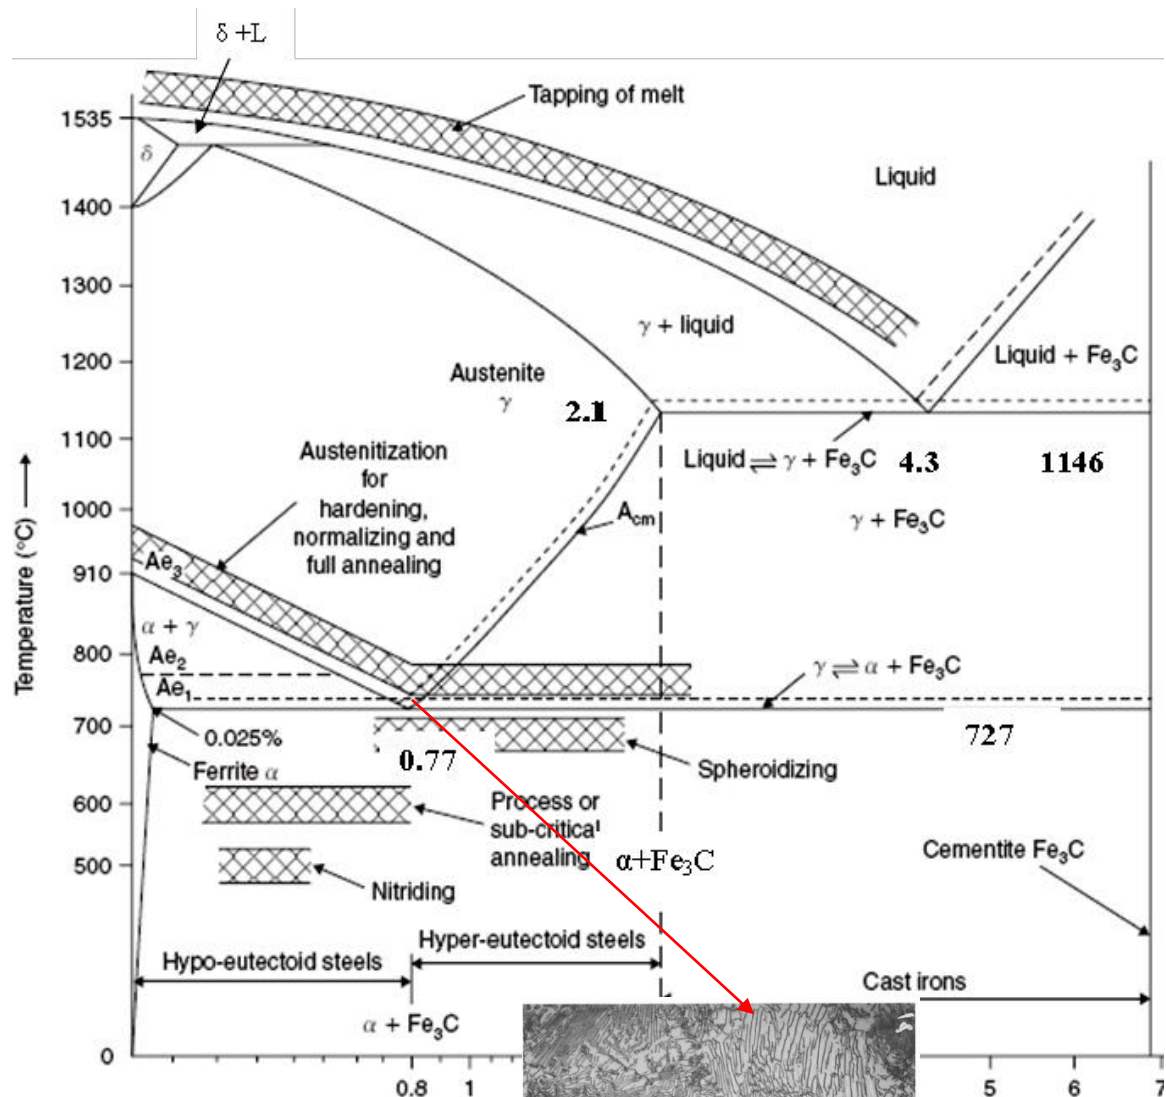 δ +L
Tapping of melt
1535
δ
Liquid
1400
1300
γ + liquid
Liquid + Fe₃C
1200
Austenite
γ
2.1
1100
Austenitization
for
hardening,
normalizing and
full annealing
Liquid ⇌ γ + Fe₃C
4.3
1146
1000
A_cm
γ + Fe₃C
Temperature (°C)
910
Ae₃
α + γ
800
Ae₂
γ ⇌ α + Fe₃C
Ae₁
700
0.025%
727
0.77
Ferrite α
Spheroidizing
600
Process or
sub-critical
annealing
α+Fe₃C
Cementite Fe₃C
500
Nitriding
Hyper-eutectoid steels
Hypo-eutectoid steels
Cast irons
α + Fe₃C
0
0.8
1
5
6
7